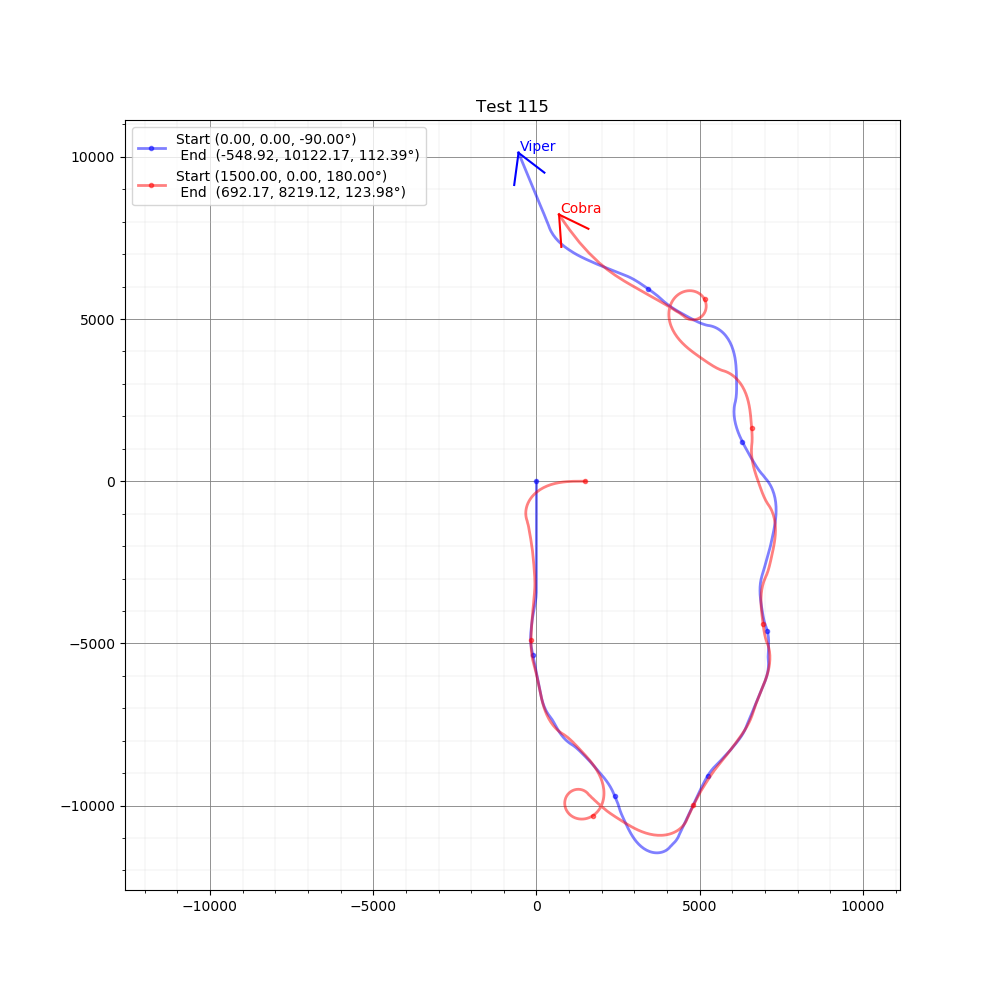 Test 115
Start (0.00, 0.00, -90.00°)
End (-548.92, 10122.17, 112.39°)
Start (1500.00, 0.00, 180.00°)
End (692.17, 8219.12, 123.98°)
Viper
Cobra
10000
5000
0
−5000
−10000
−10000
−5000
0
5000
10000